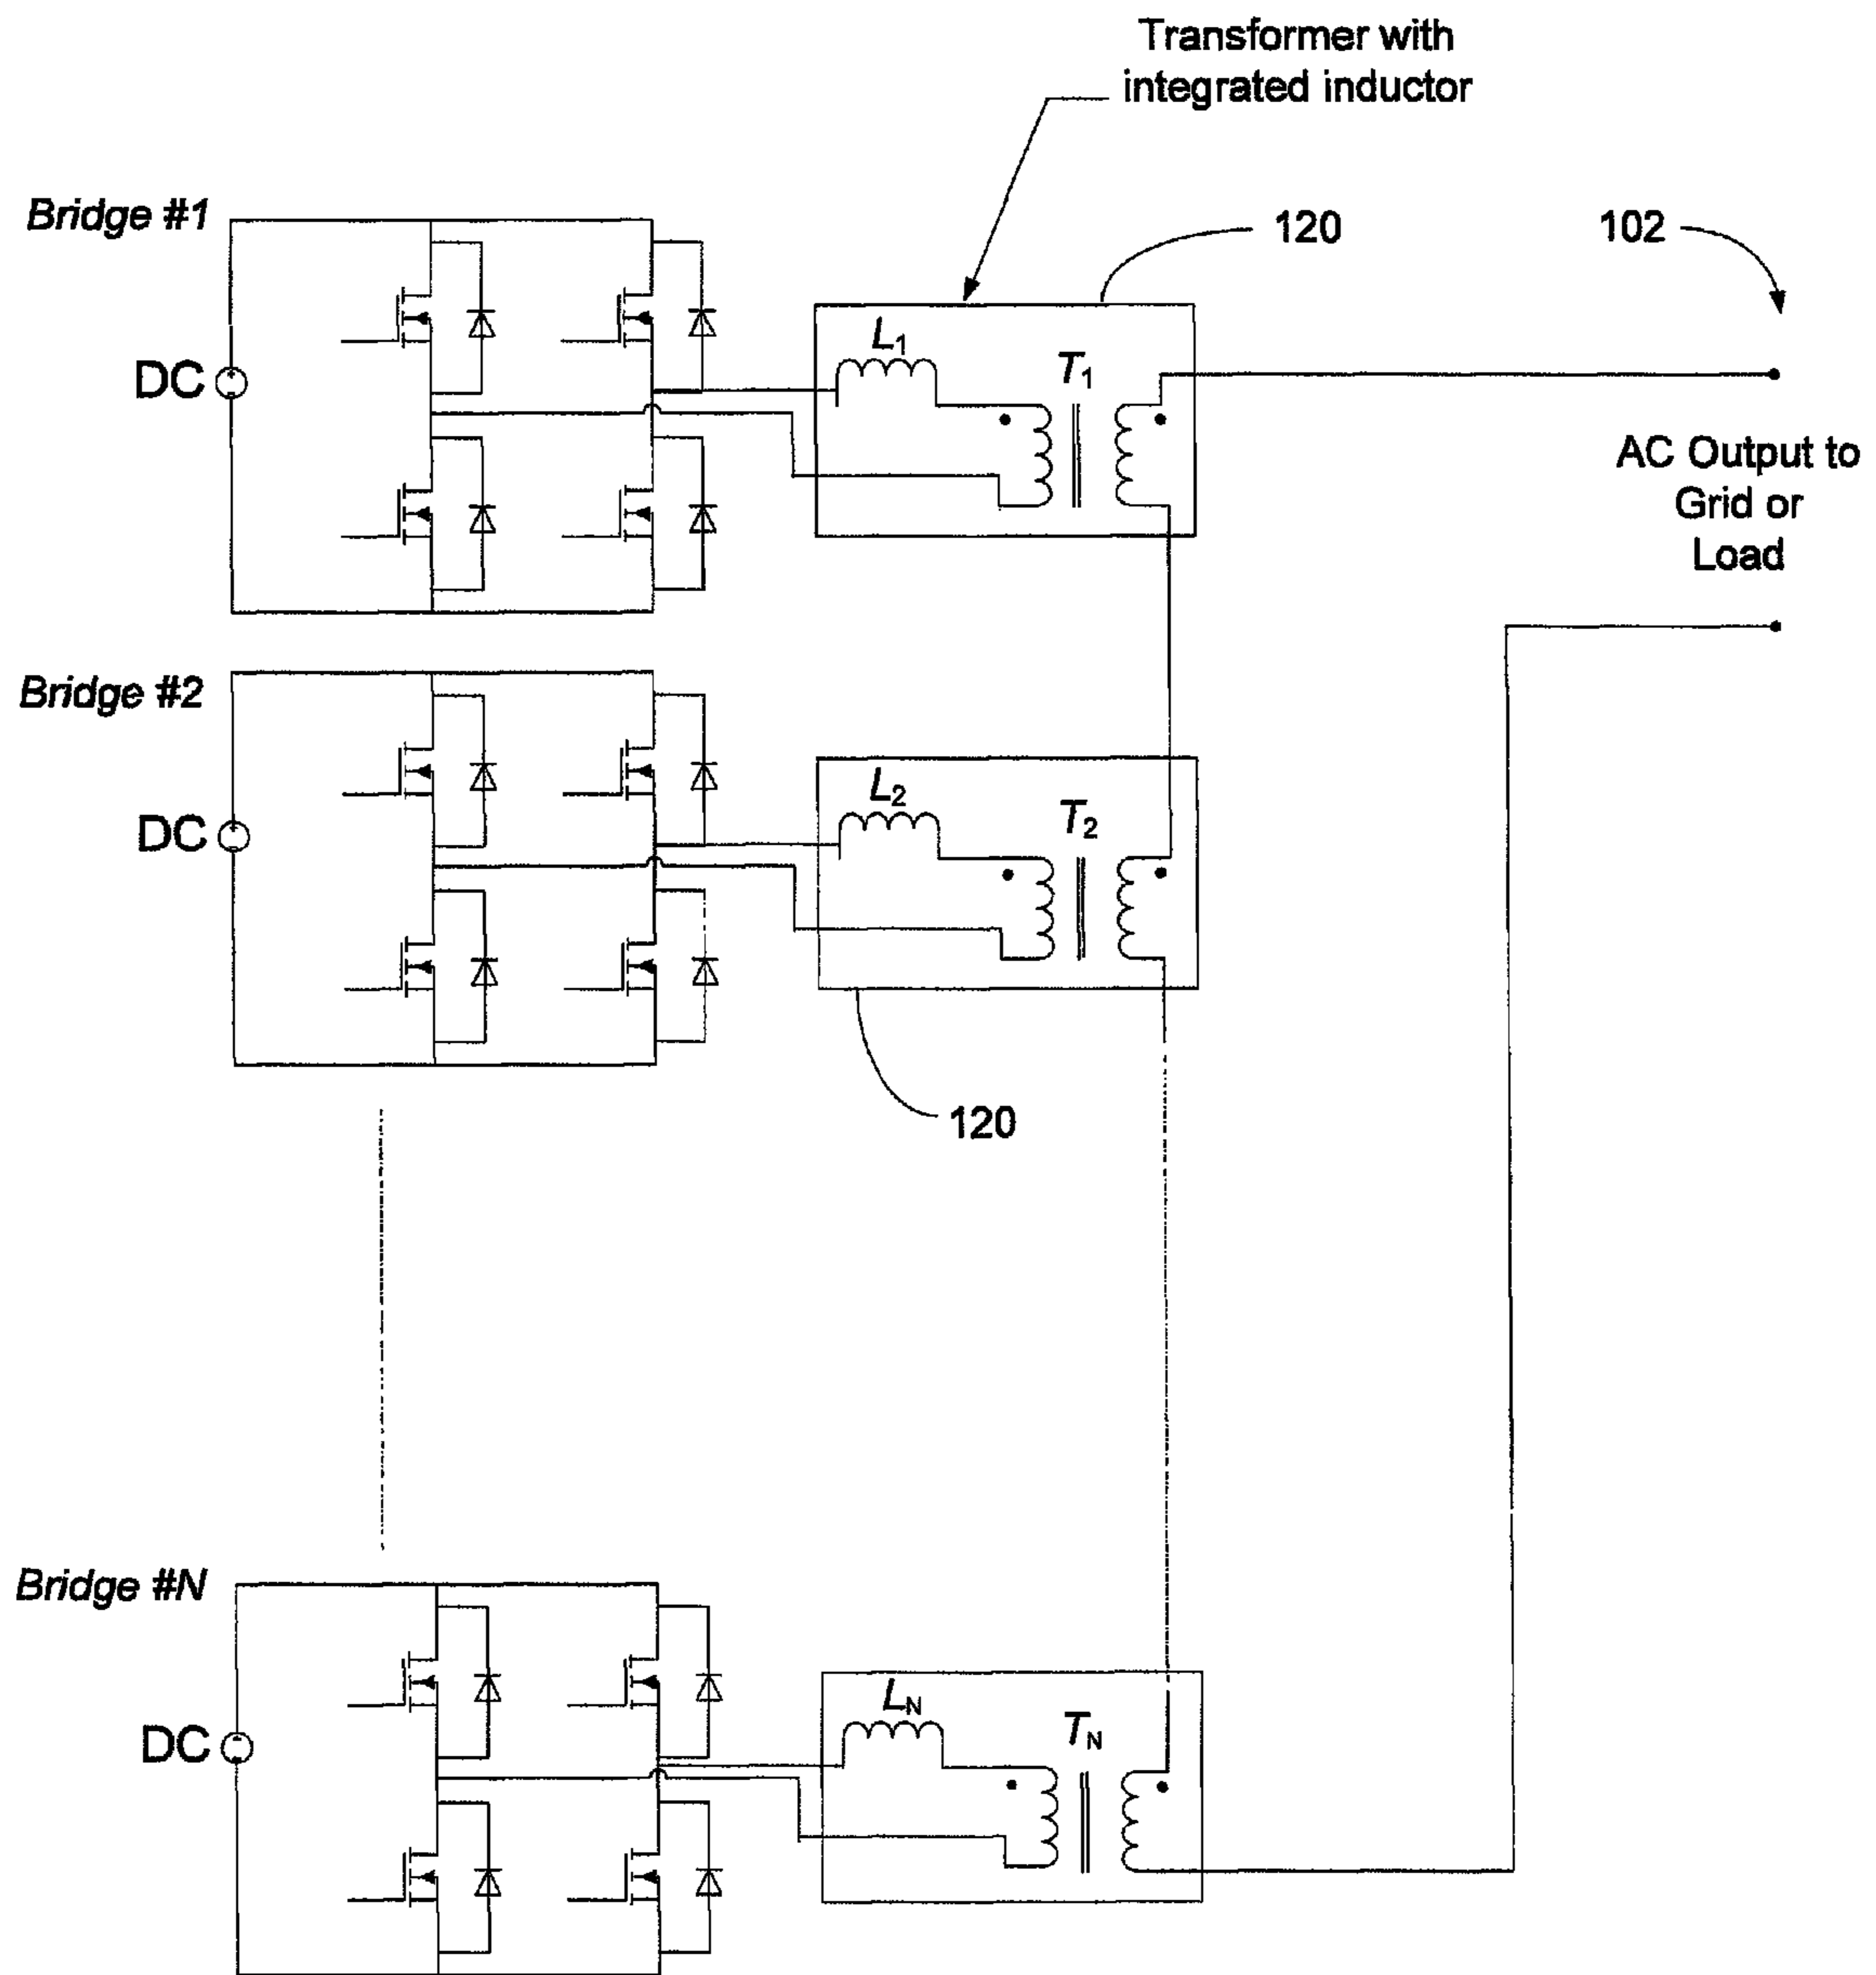 Transformer with
integrated inductor
Bridge #1
120
102
L1
T1
DC
AC Output to
Grid or
Load
Bridge #2
L2
T2
DC
120
Bridge #N
LN
TN
DC